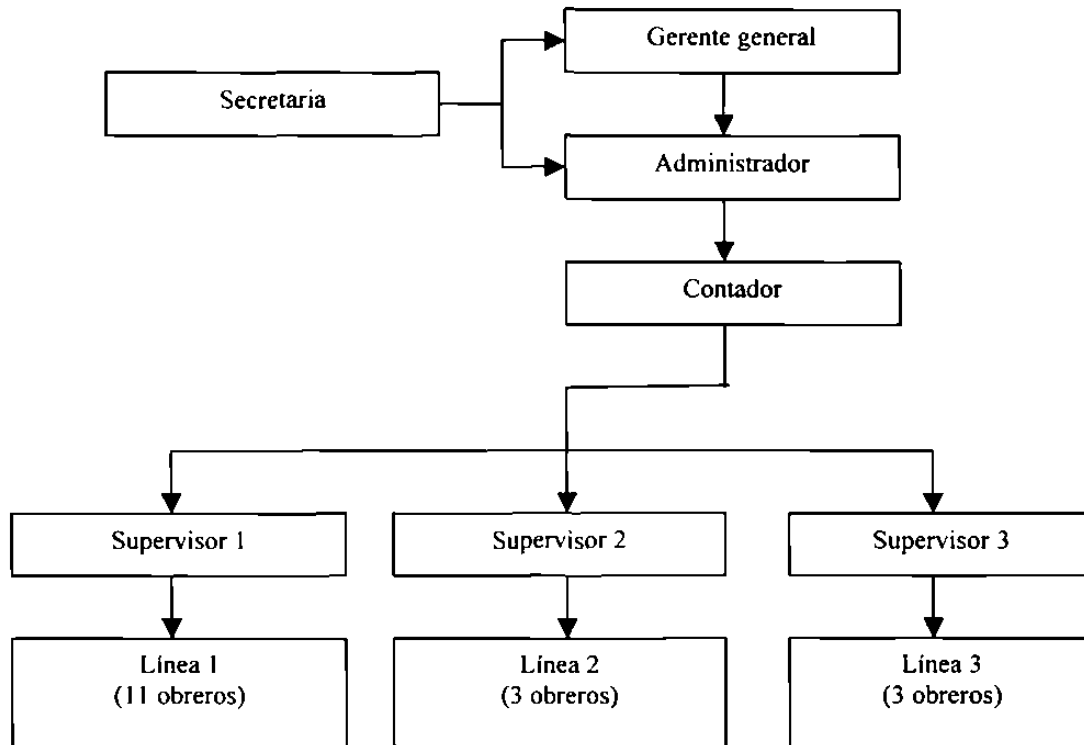 Gerente general
Secretaria
Administrador
Contador
Supervisor 1
Supervisor 2
Supervisor 3
Línea 1
(11 obreros)
Línea 2
(3 obreros)
Línea 3
(3 obreros)